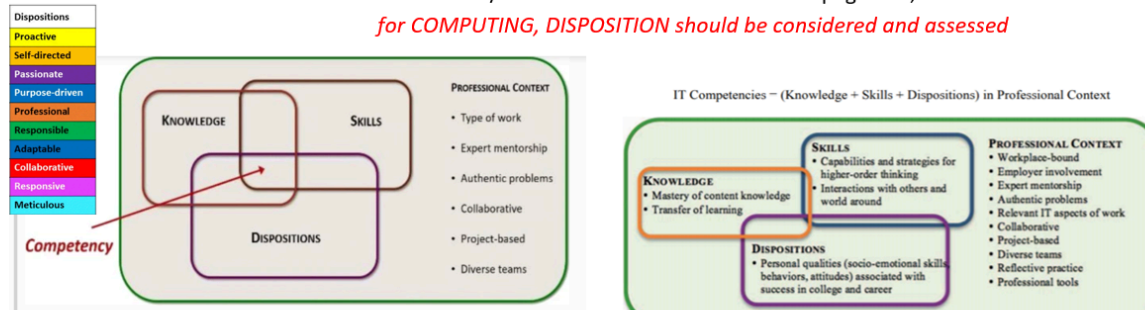 for COMPUTING, DISPOSITION should be considered and assessed
Dispositions
Proactive
Self-directed
Passionate
Purpose-driven
Professional
Responsible
Adaptable
Collaborative
Responsive
Meticulous
Competency
KNOWLEDGE
SKILLS
DISPOSITIONS
PROFESSIONAL CONTEXT
• Type of work
• Expert mentorship
• Authentic problems
• Collaborative
• Project-based
• Diverse teams
IT Competencies = (Knowledge + Skills + Dispositions) in Professional Context
KNOWLEDGE
• Mastery of content knowledge
• Transfer of learning
SKILLS
• Capabilities and strategies for
higher-order thinking
• Interactions with others and
world around
DISPOSITIONS
• Personal qualities (socio-emotional skills,
behaviors, attitudes) associated with
success in college and career
PROFESSIONAL CONTEXT
• Workplace-bound
• Employer involvement
• Expert mentorship
• Authentic problems
• Relevant IT aspects of work
• Collaborative
• Project-based
• Diverse teams
• Reflective practice
• Professional tools